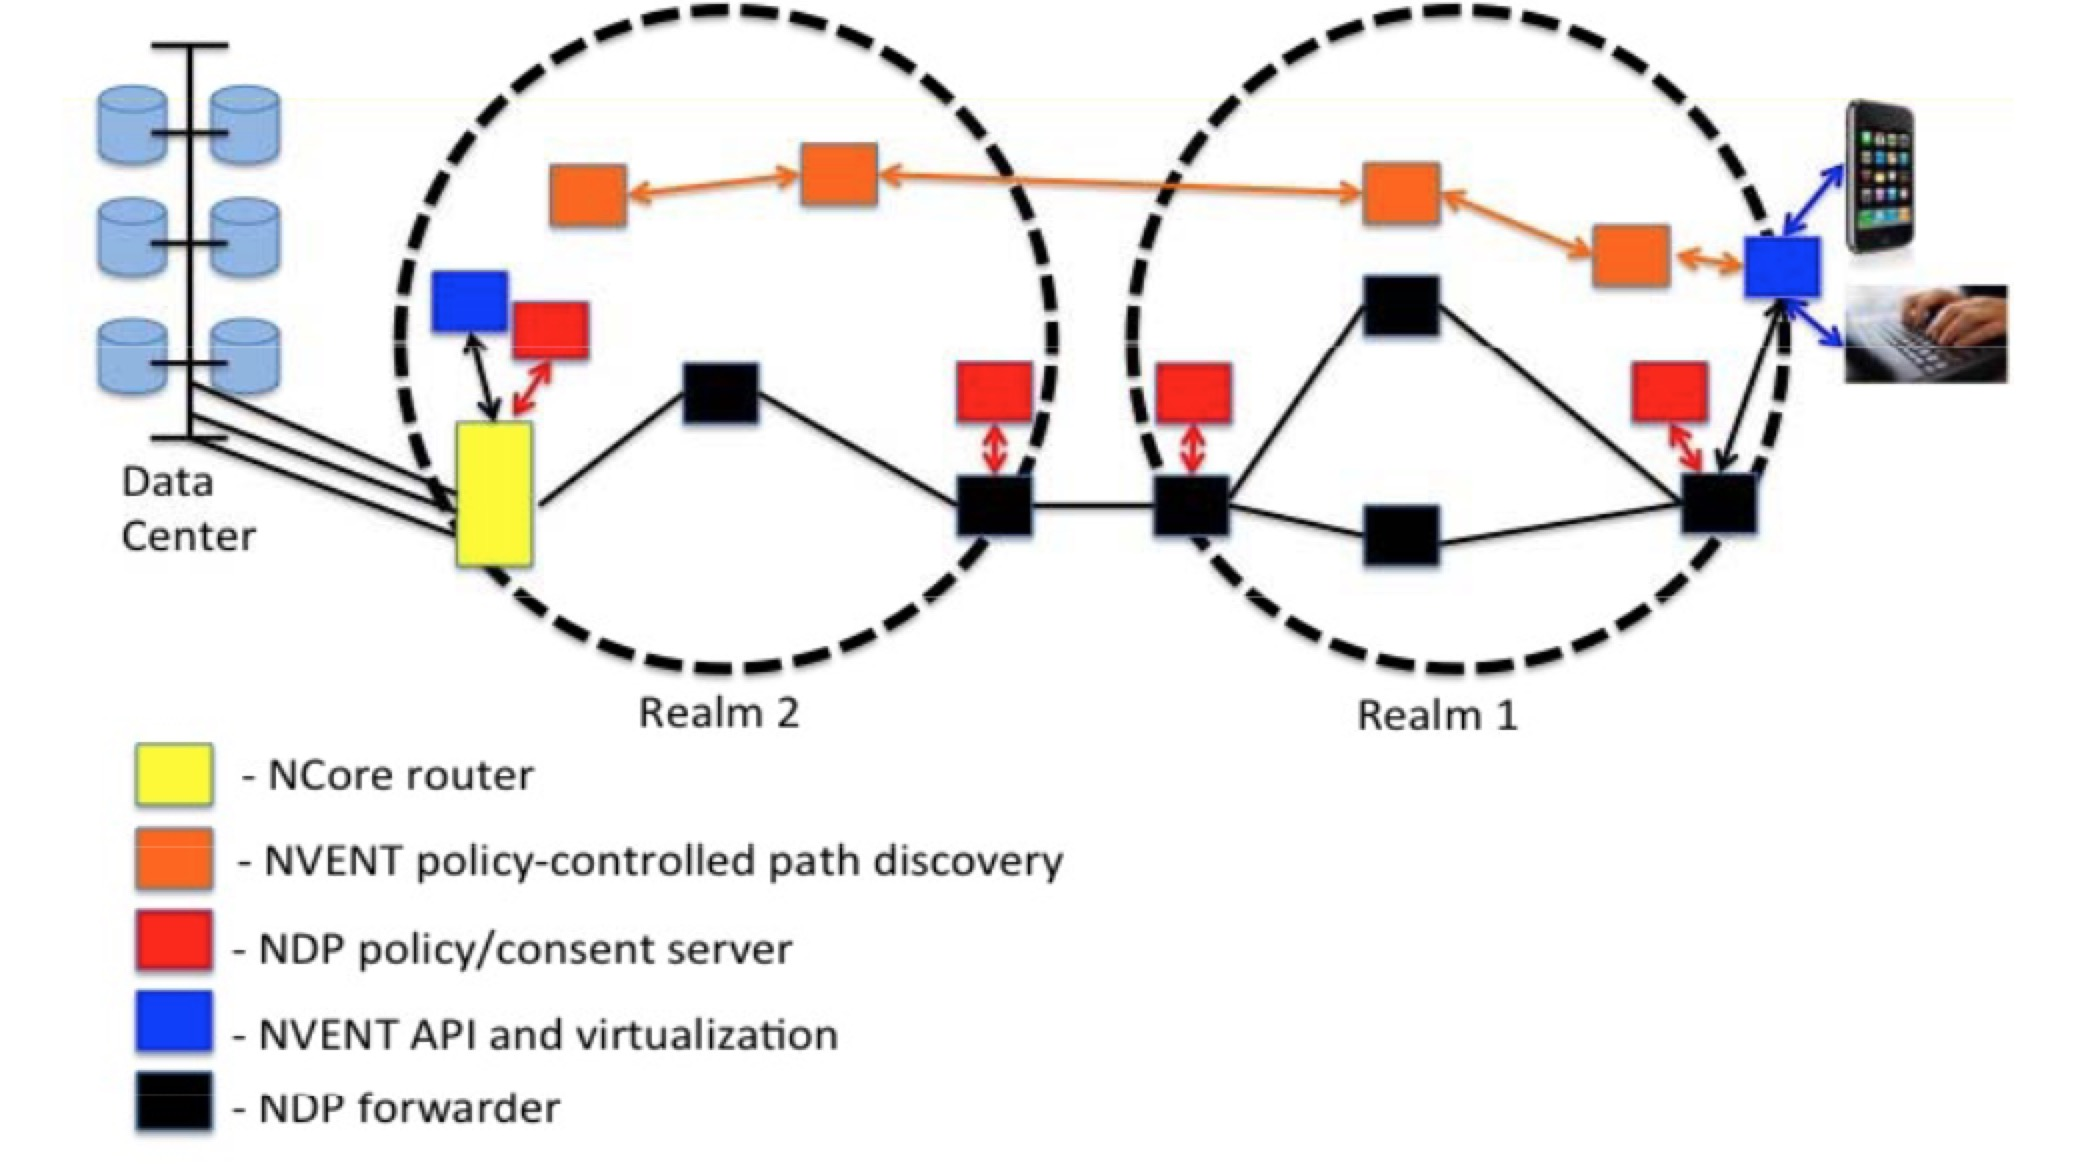 Data
Center
Realm 2
Realm 1
- NCore router
- NVENT policy-controlled path discovery
- NDP policy/consent server
- NVENT API and virtualization
- NDP forwarder